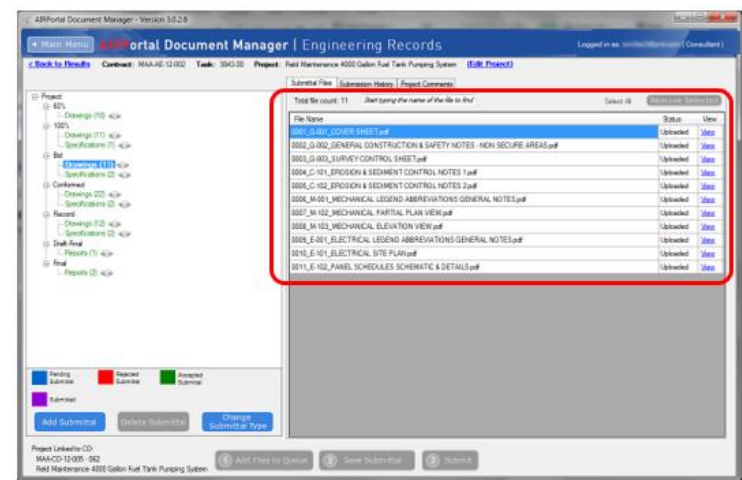 AIRPortal Document Manager - Version 3.0.2.6
Main Menu
AIRPortal Document Manager | Engineering Records
Logged in as (Consultant)
< Back to Results Contract: MAA-AE-12-002 Task: 3043.00 Project: Field Maintenance 4000 Gallon Fuel Tank Pumping System (Edit Project)
Submittal Files Submission History Project Comments
Total file count: 11 Start typing the name of the file to find Select All Remove Selected
File Name Status View
0001_G-001_COVER SHEET.pdf Uploaded View
0002_G-002_GENERAL CONSTRUCTION & SAFETY NOTES - NON SECURE AREAS.pdf Uploaded View
0003_G-003_SURVEY CONTROL SHEET.pdf Uploaded View
0004_C-101_EROSION & SEDIMENT CONTROL NOTES 1.pdf Uploaded View
0005_C-102_EROSION & SEDIMENT CONTROL NOTES 2.pdf Uploaded View
0006_M-001_MECHANICAL LEGEND ABBREVIATIONS GENERAL NOTES.pdf Uploaded View
0007_M-102_MECHANICAL PARTIAL PLAN VIEW.pdf Uploaded View
0008_M-103_MECHANICAL ELEVATION VIEW.pdf Uploaded View
0009_E-001_ELECTRICAL LEGEND ABBREVIATIONS GENERAL NOTES.pdf Uploaded View
0010_E-101_ELECTRICAL SITE PLAN.pdf Uploaded View
0011_E-102_PANEL SCHEDULES SCHEMATIC & DETAILS.pdf Uploaded View
Project
60%
Drawings (10)
100%
Drawings (11)
Specifications (1)
Bid
Drawings (11)
Specifications (2)
Conformed
Drawings (22)
Specifications (2)
Record
Drawings (12)
Specifications (2)
Draft-Final
Reports (1)
Final
Reports (2)
Pending Submittal
Rejected Submittal
Accepted Submittal
Submitted
Add Submittal
Delete Submittal
Change Submittal Type
Project Linked to CO:
MAA-CO-12-005 - 062
Field Maintenance 4000 Gallon Fuel Tank Pumping System
1 Add Files to Queue
2 Save Submittal
3 Submit